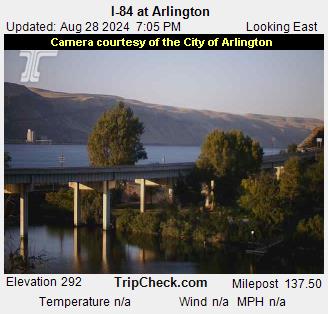 I-84 at Arlington
Updated: Aug 28 2024 7:05 PM Looking East
Camera courtesy of the City of Arlington
Elevation 292 TripCheck.com Milepost 137.50
Temperature n/a Wind n/a MPH n/a